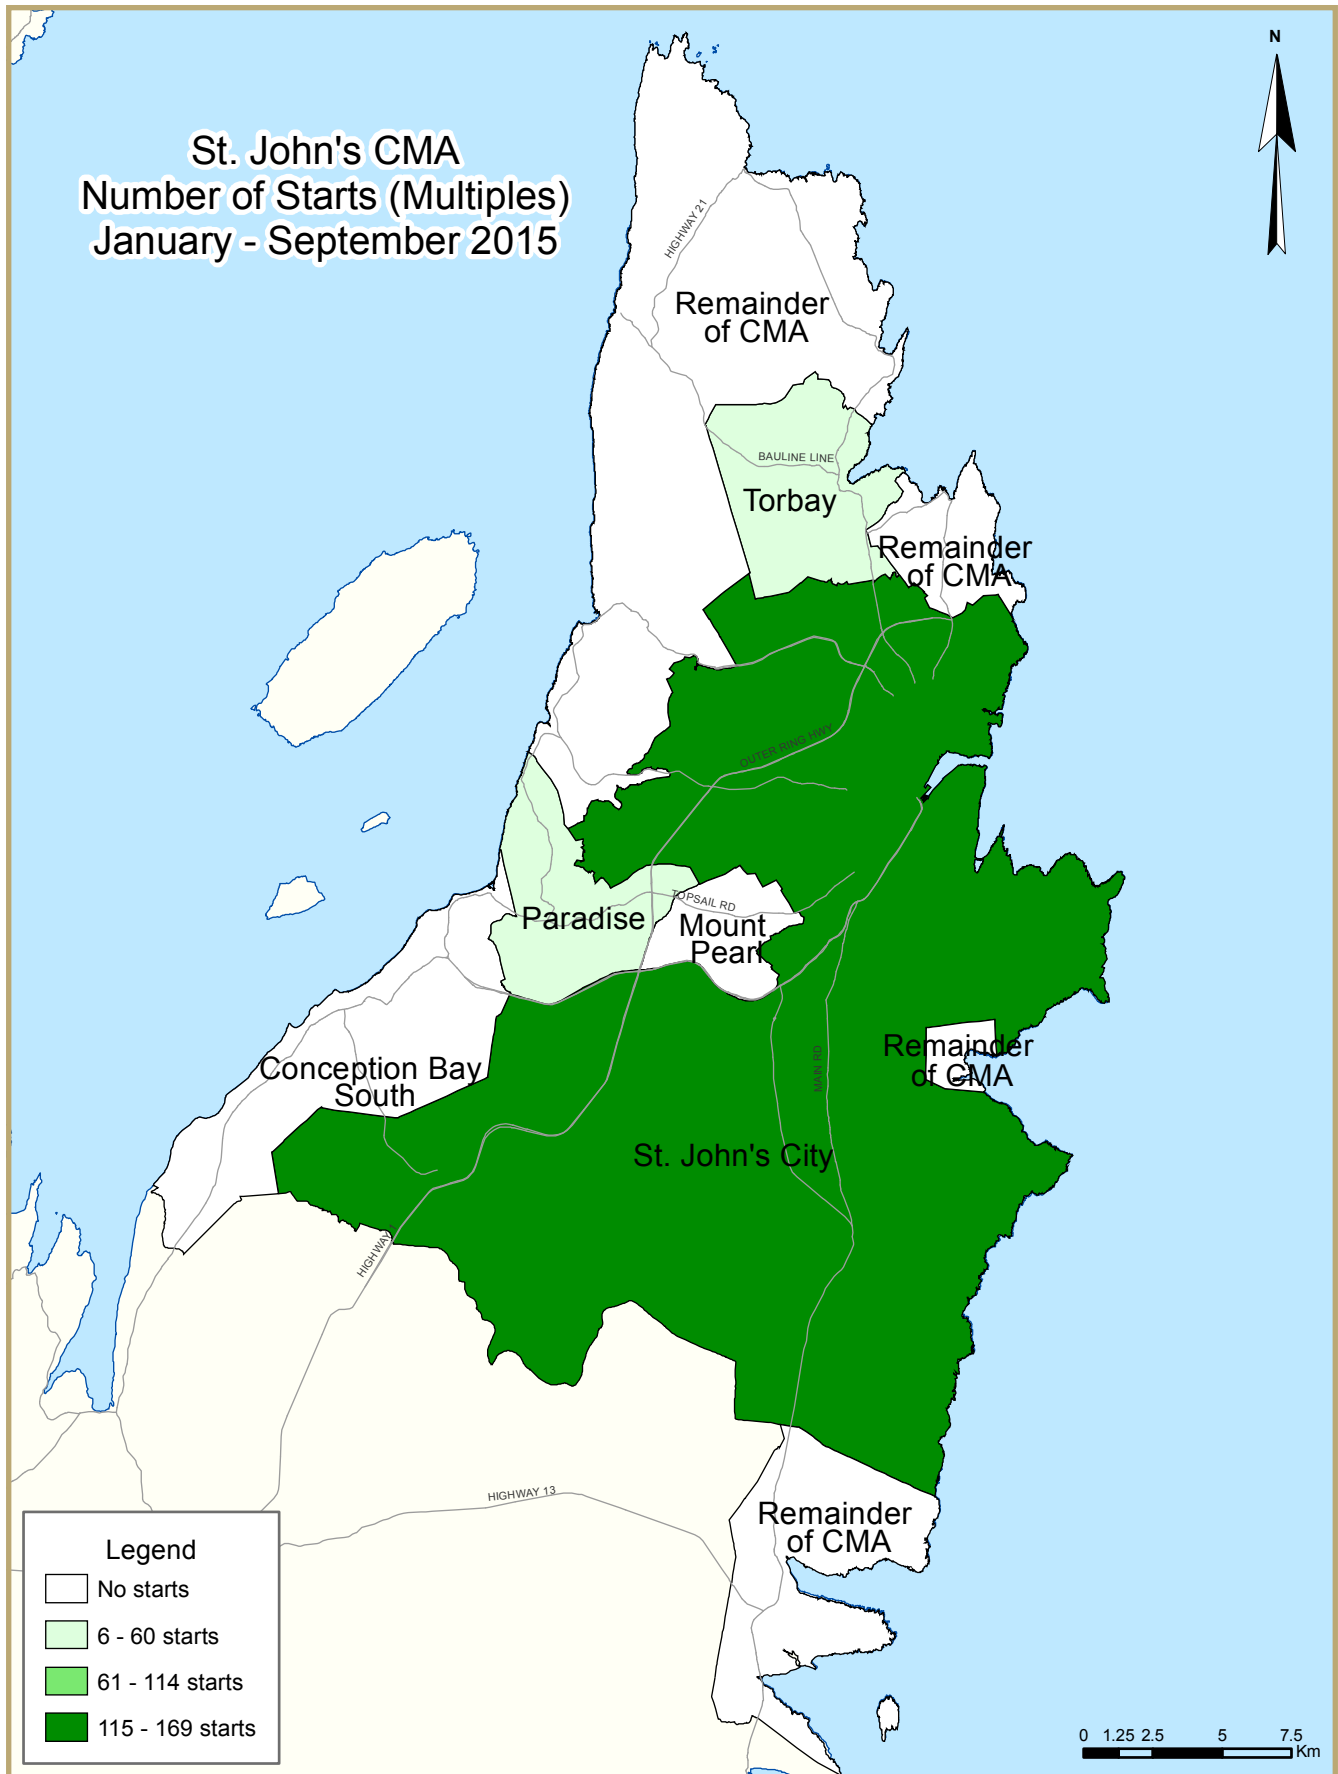 St. John's CMA
Number of Starts (Multiples)
January - September 2015
N
HIGHWAY 21
Remainder
of CMA
BAULINE LINE
Torbay
Remainder
of CMA
OUTER RING HWY
TOPSAIL RD
Paradise
Mount
Pearl
Conception Bay
South
MAIN RD
Remainder
of CMA
St. John's City
HIGHWAY 1
HIGHWAY 13
Remainder
of CMA
Legend
No starts
6 - 60 starts
61 - 114 starts
115 - 169 starts
0 1.25 2.5 5 7.5
Km